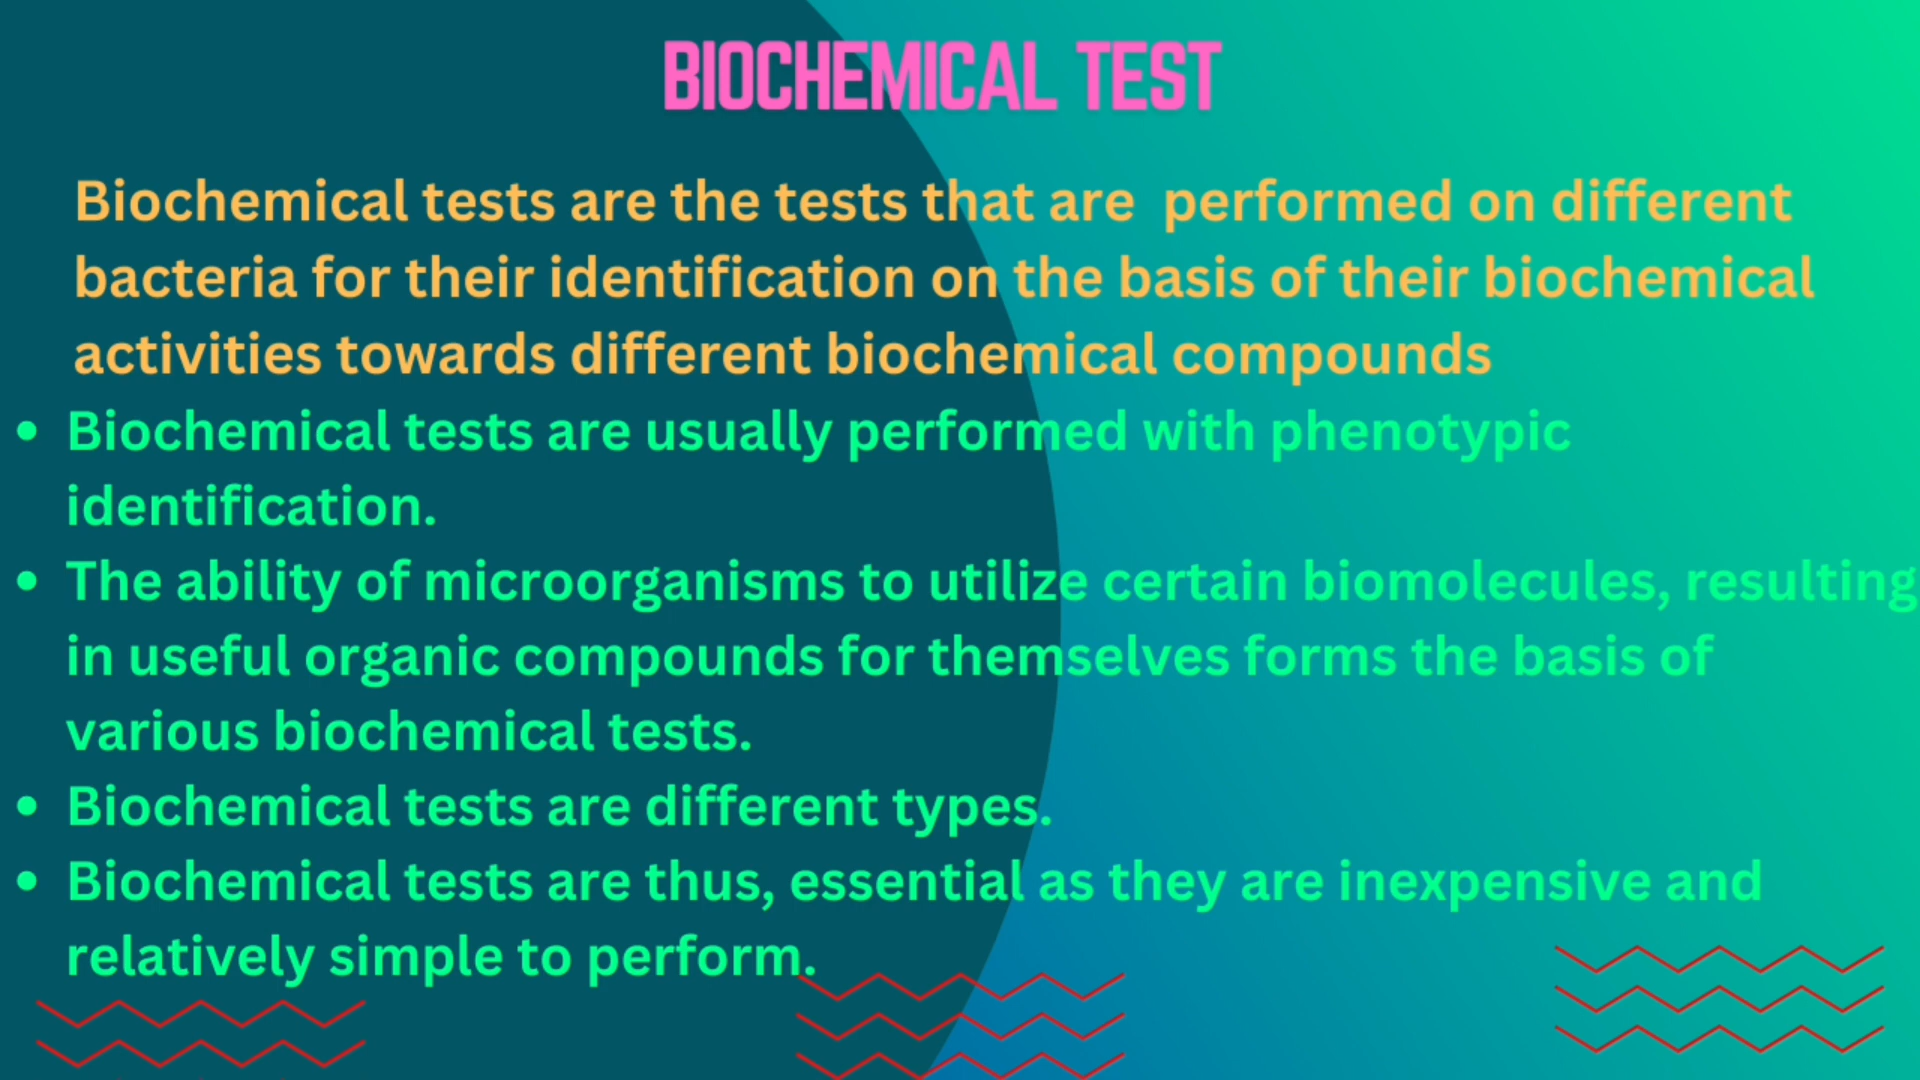 BIOCHEMICAL TEST
Biochemical tests are the tests that are  performed on different
bacteria for their identification on the basis of their biochemical
activities towards different biochemical compounds
• Biochemical tests are usually performed with phenotypic
identification.
• The ability of microorganisms to utilize certain biomolecules, resulting
in useful organic compounds for themselves forms the basis of
various biochemical tests.
• Biochemical tests are different types.
• Biochemical tests are thus, essential as they are inexpensive and
relatively simple to perform.